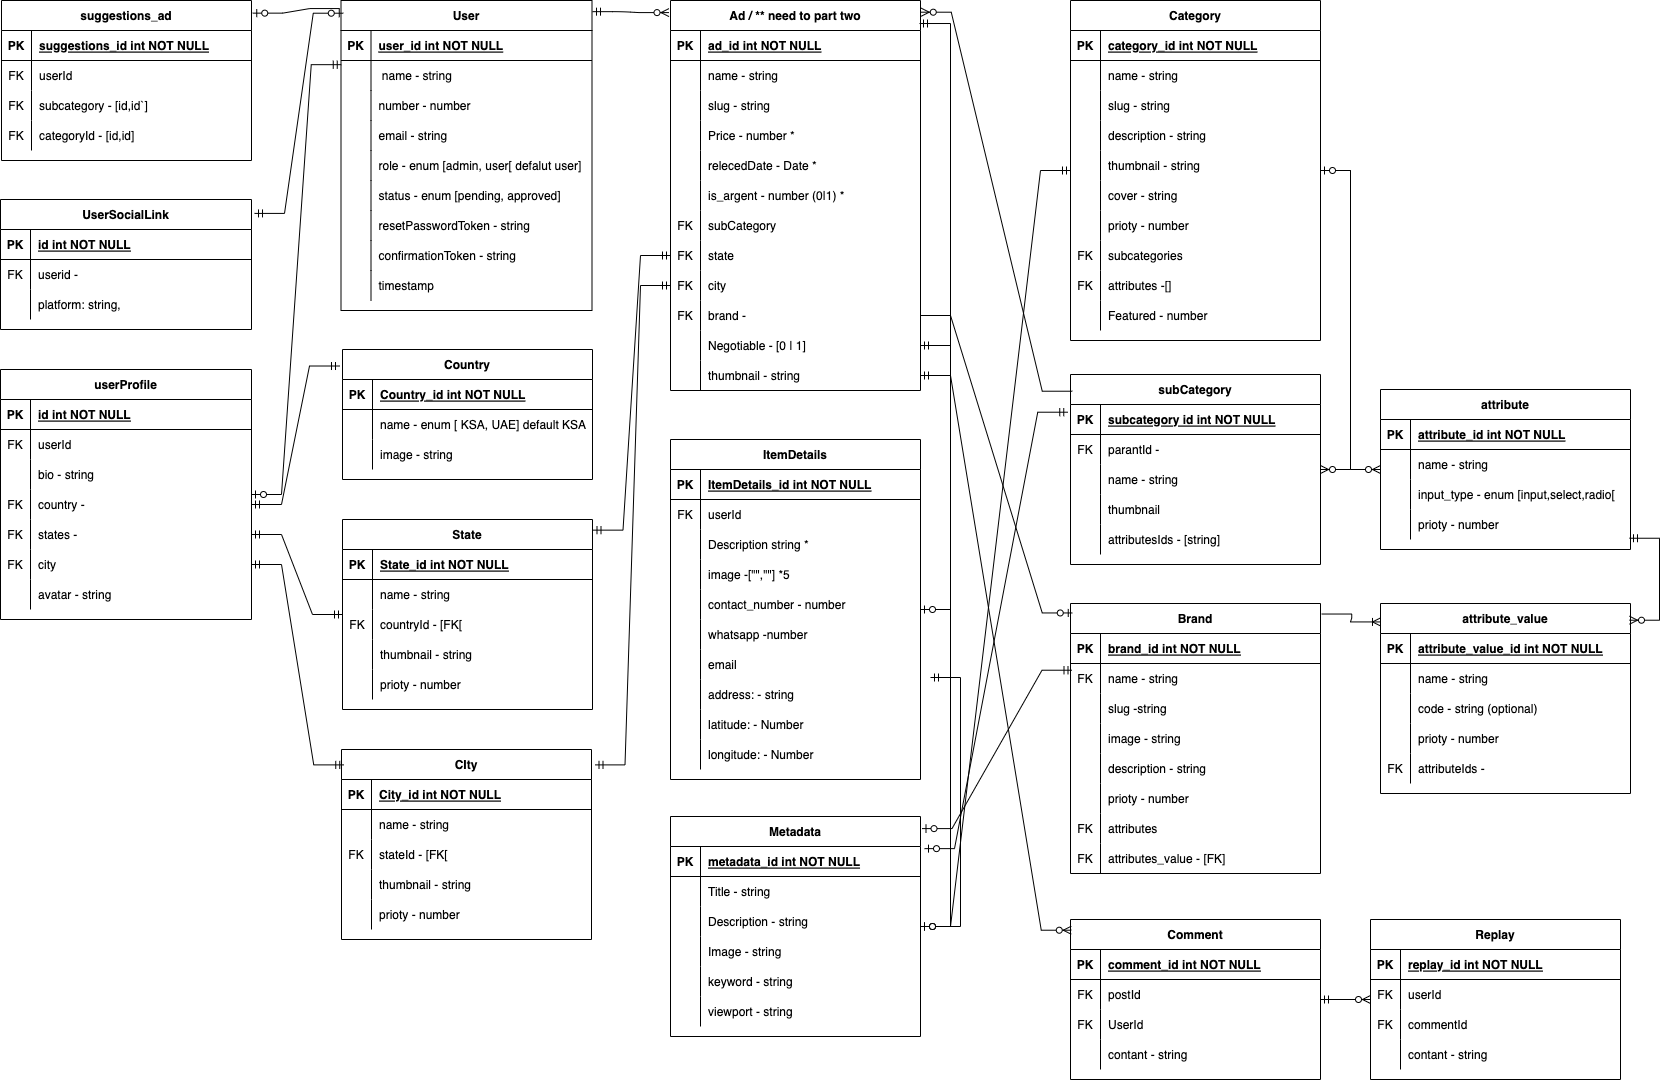 suggestions_ad
PK suggestions_id int NOT NULL
FK userId
FK subcategory - [id,id`]
FK categoryId - [id,id]
UserSocialLink
PK id int NOT NULL
FK userid -
platform: string,
userProfile
PK id int NOT NULL
FK userId
bio - string
FK country -
FK states -
FK city
avatar - string
User
PK user_id int NOT NULL
name - string
number - number
email - string
role - enum [admin, user[ defalut user]
status - enum [pending, approved]
resetPasswordToken - string
confirmationToken - string
timestamp
Country
PK Country_id int NOT NULL
name - enum [ KSA, UAE] default KSA
image - string
State
PK State_id int NOT NULL
name - string
FK countryId - [FK[
thumbnail - string
prioty - number
CIty
PK City_id int NOT NULL
name - string
FK stateId - [FK[
thumbnail - string
prioty - number
Ad / ** need to part two
PK ad_id int NOT NULL
name - string
slug - string
Price - number *
relecedDate - Date *
is_argent - number (0|1) *
FK subCategory
FK state
FK city
FK brand -
Negotiable - [0 | 1]
thumbnail - string
ItemDetails
PK ItemDetails_id int NOT NULL
FK userId
Description string *
image -["",""] *5
contact_number - number
whatsapp -number
email
address: - string
latitude: - Number
longitude: - Number
Metadata
PK metadata_id int NOT NULL
Title - string
Description - string
Image - string
keyword - string
viewport - string
Category
PK category_id int NOT NULL
name - string
slug - string
description - string
thumbnail - string
cover - string
prioty - number
FK subcategories
FK attributes -[]
Featured - number
subCategory
PK subcategory id int NOT NULL
FK parantId -
name - string
thumbnail
attributesIds - [string]
Brand
PK brand_id int NOT NULL
FK name - string
slug -string
image - string
description - string
prioty - number
FK attributes
FK attributes_value - [FK]
Comment
PK comment_id int NOT NULL
FK postId
FK UserId
contant - string
attribute
PK attribute_id int NOT NULL
name - string
input_type - enum [input,select,radio[
prioty - number
attribute_value
PK attribute_value_id int NOT NULL
name - string
code - string (optional)
prioty - number
FK attributeIds -
Replay
PK replay_id int NOT NULL
FK userId
FK commentId
contant - string